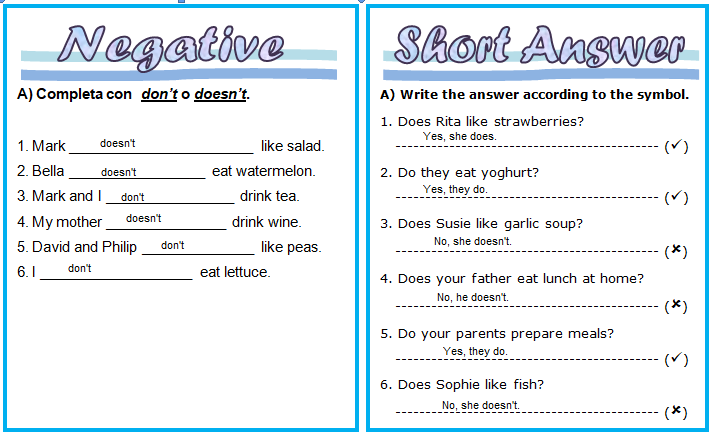 Negative
A) Completa con don't o doesn't.
1. Mark doesn't like salad.
2. Bella doesn't eat watermelon.
3. Mark and I don't drink tea.
4. My mother doesn't drink wine.
5. David and Philip don't like peas.
6. I don't eat lettuce.
Short Answer
A) Write the answer according to the symbol.
1. Does Rita like strawberries?
Yes, she does. (✓)
2. Do they eat yoghurt?
Yes, they do. (✓)
3. Does Susie like garlic soup?
No, she doesn't. (✗)
4. Does your father eat lunch at home?
No, he doesn't. (✗)
5. Do your parents prepare meals?
Yes, they do. (✓)
6. Does Sophie like fish?
No, she doesn't. (✗)